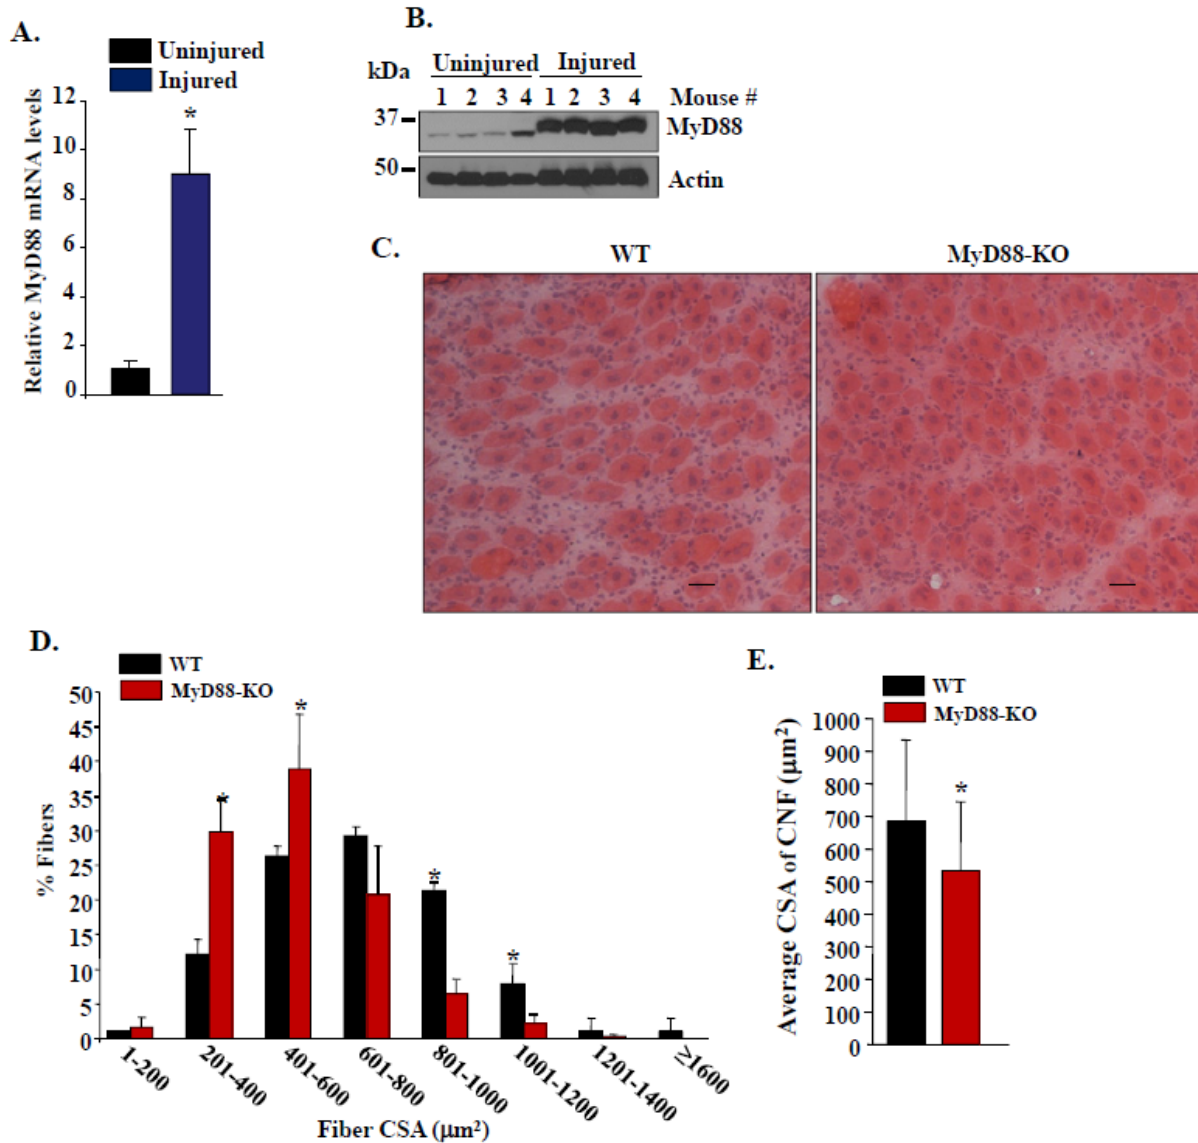 A.
Uninjured
Injured
Relative MyD88 mRNA levels
12
10
8
6
4
2
0
*
B.
kDa
Uninjured Injured
1 2 3 4 1 2 3 4 Mouse #
37 MyD88
50 Actin
C.
WT MyD88-KO
D.
WT
MyD88-KO
% Fibers
50
45
40
35
30
25
20
15
10
5
0
* * * *
1-200 201-400 401-600 601-800 801-1000 1001-1200 1201-1400 ≥1600
Fiber CSA (µm²)
E.
WT
MyD88-KO
Average CSA of CNF (µm²)
1000
900
800
700
600
500
400
300
200
100
0
*